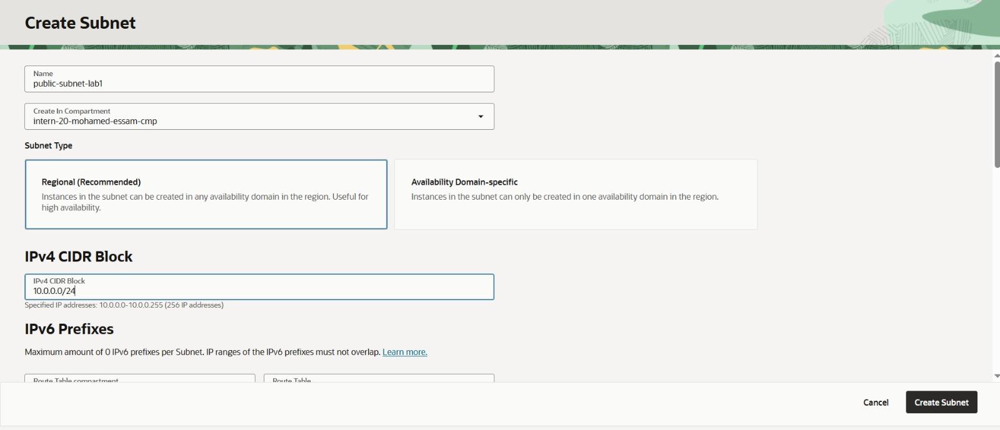 Create Subnet
Name
public-subnet-lab1
Create In Compartment
intern-20-mohamed-essam-cmp
Subnet Type
Regional (Recommended)
Instances in the subnet can be created in any availability domain in the region. Useful for
high availability.
Availability Domain-specific
Instances in the subnet can only be created in one availability domain in the region.
IPv4 CIDR Block
IPv4 CIDR Block
10.0.0.0/24
Specified IP addresses: 10.0.0.0-10.0.0.255 (256 IP addresses)
IPv6 Prefixes
Maximum amount of 0 IPv6 prefixes per Subnet. IP ranges of the IPv6 prefixes must not overlap. Learn more.
Route Table compartment
Route Table
Cancel
Create Subnet